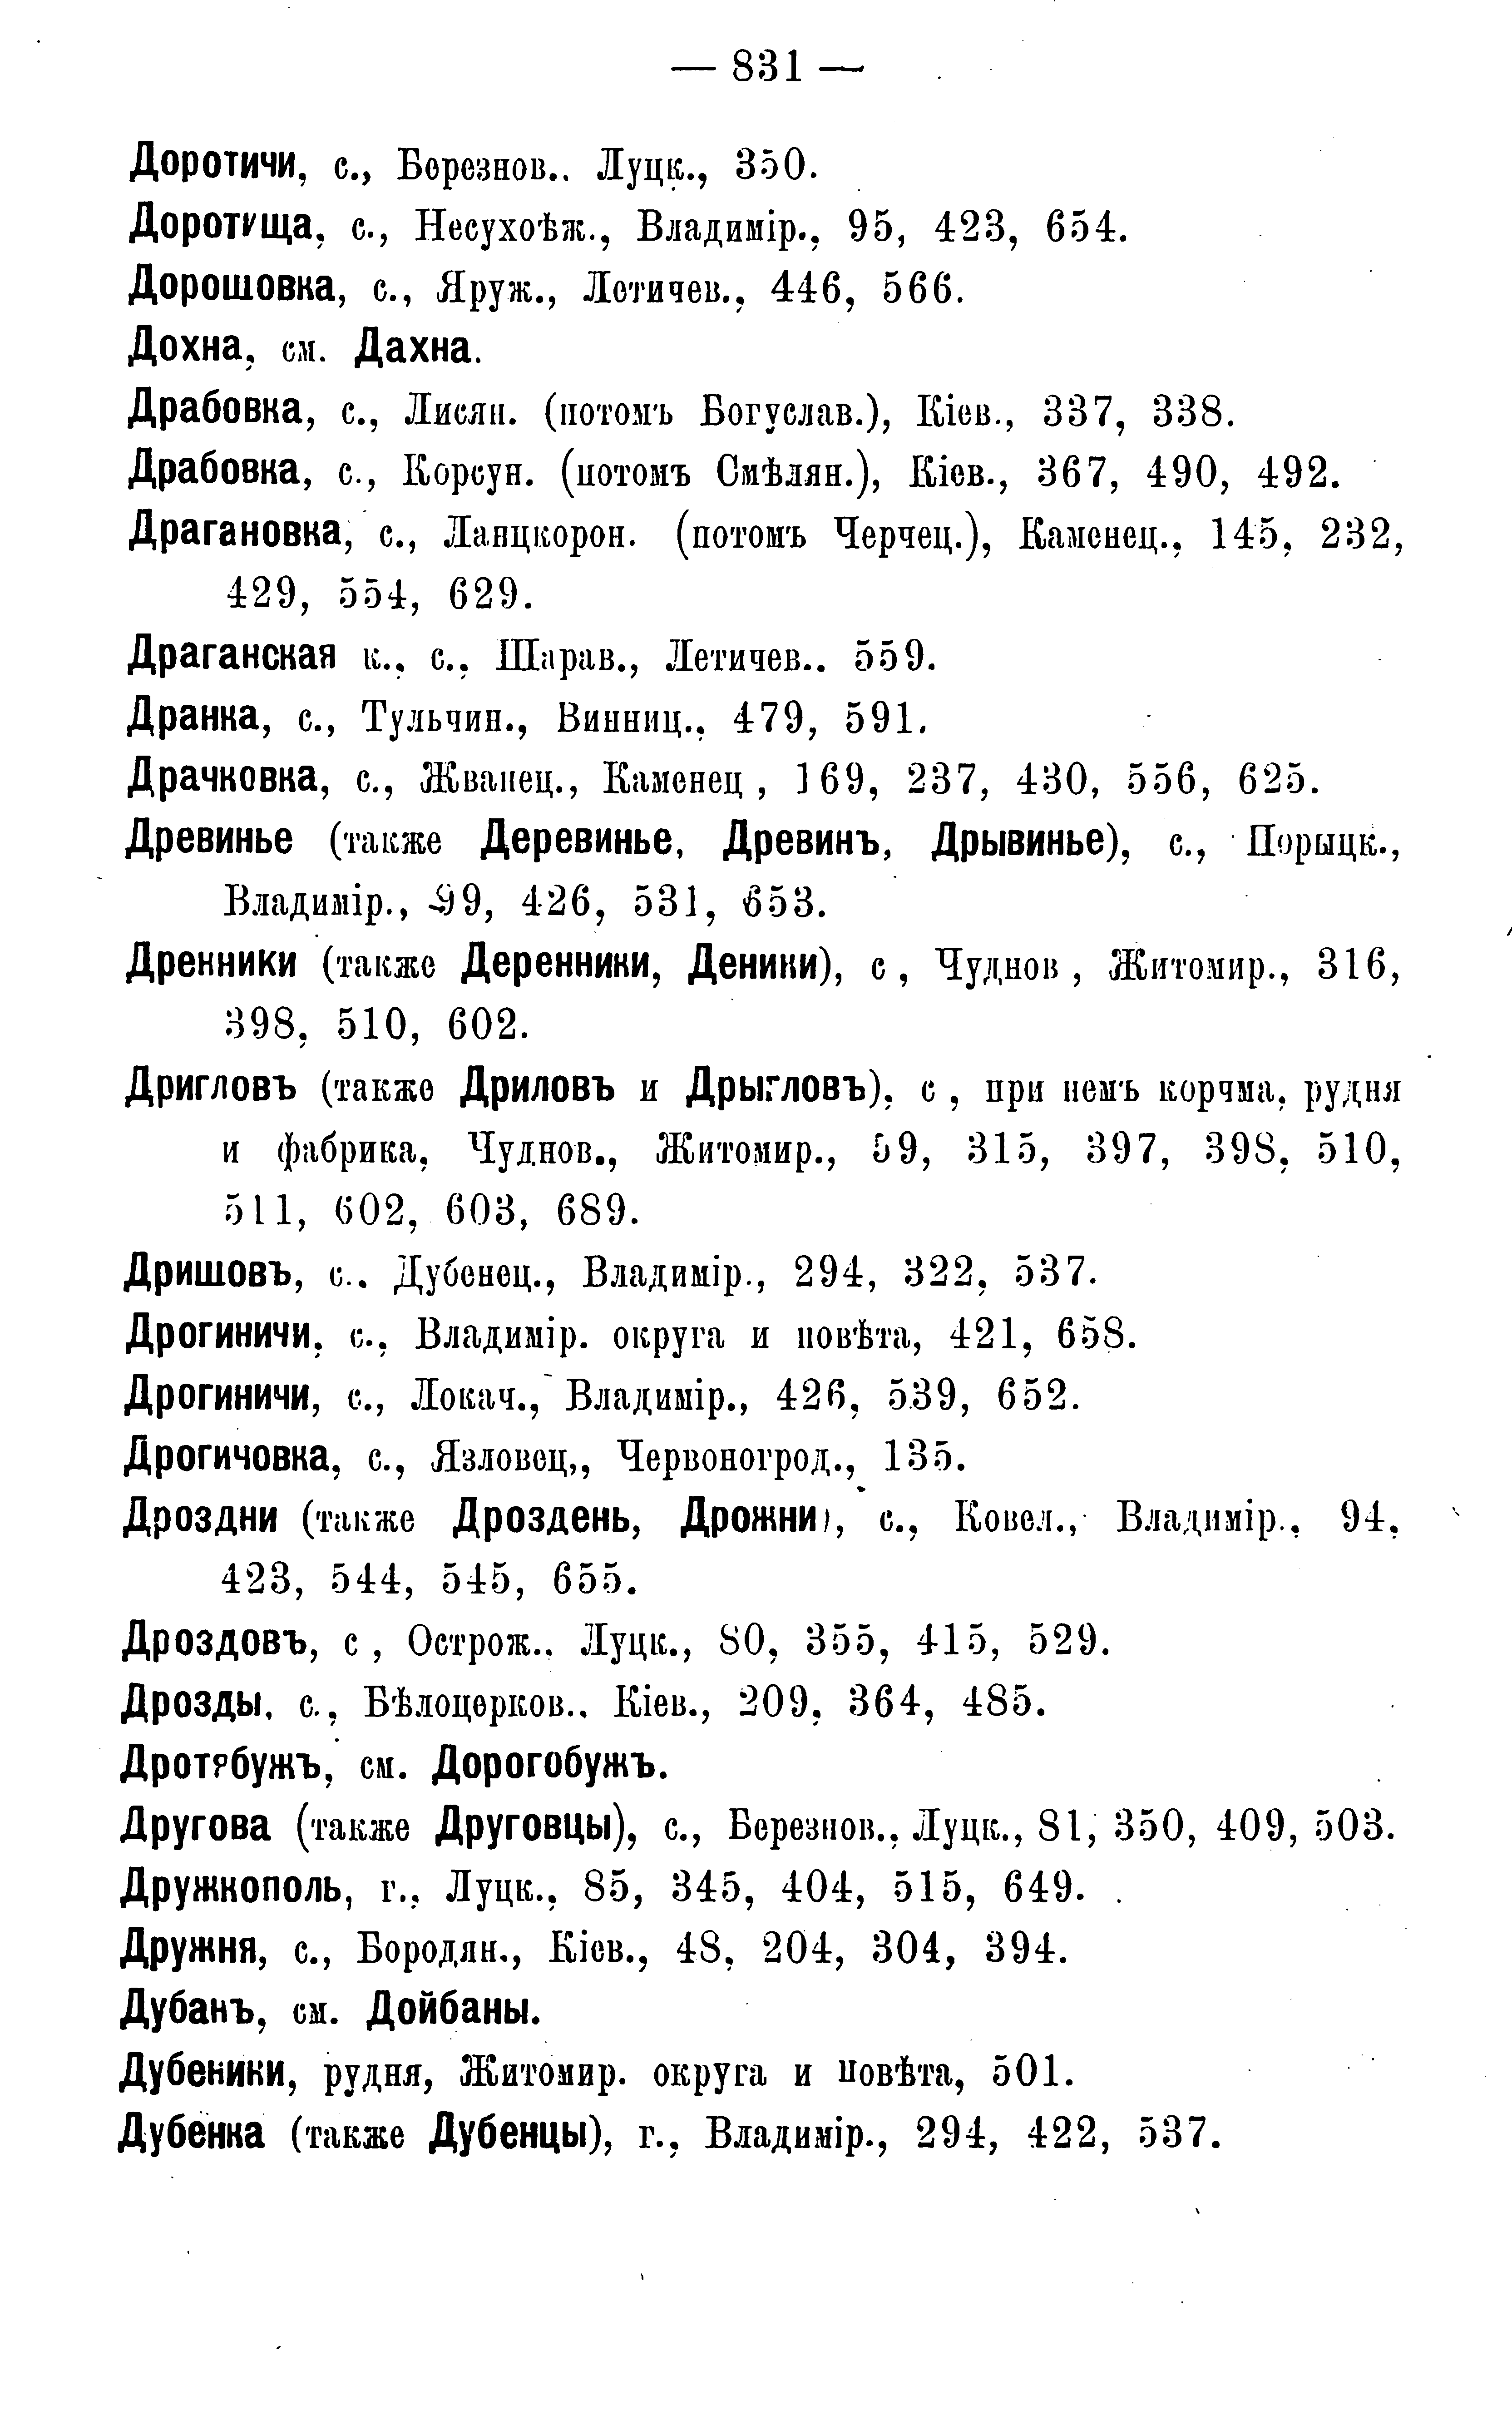 — 831 —
Доротичи, с., Березнов.. Луцк., 350.
Доротища, с., Несухоѣж., Владимір., 95, 423, 654.
Дорошовка, с., Яруж., Летичев., 446, 566.
Дохна, см. Дахна.
Драбовка, с., Лисян. (потомъ Богуслав.), Кіев., 337, 338.
Драбовка, с., Корсун. (потомъ Смѣлян.), Кіев., 367, 490, 492.
Драгановка, с., Ланцкорон. (потомъ Черчец.), Каменец., 145, 232,
429, 554, 629.
Драганская к., с., Шарав., Летичев.. 559.
Дранка, с., Тульчин., Винниц., 479, 591.
Драчковка, с., Жванец., Каменец , 169, 237, 430, 556, 625.
Древинье (также Деревинье, Древинъ, Дрывинье), с., Порыцк.,
Владимір., 99, 426, 531, 653.
Дренники (также Деренники, Деники), с , Чуднов , Житомир., 316,
398, 510, 602.
Дригловъ (также Дриловъ и Дрыгловъ), с , при немъ корчма, рудня
и фабрика, Чуднов., Житомир., 59, 315, 397, 398, 510,
511, 602, 603, 689.
Дришовъ, с.. Дубенец., Владимір., 294, 322, 537.
Дрогиничи, с., Владимір. округа и повѣта, 421, 658.
Дрогиничи, с., Локач., Владимір., 426, 539, 652.
Дрогичовка, с., Язловец,, Червоногрод., 135.
Дроздни (также Дроздень, Дрожни), с., Ковел., Владимір., 94,
423, 544, 545, 655.
Дроздовъ, с , Острож.. Луцк., 80, 355, 415, 529.
Дрозды, с., Бѣлоцерков.. Кіев., 209, 364, 485.
Дротябужъ, см. Дорогобужъ.
Другова (также Друговцы), с., Березнов., Луцк., 81, 350, 409, 503.
Дружкополь, г., Луцк., 85, 345, 404, 515, 649.
Дружня, с., Бородян., Кіев., 48, 204, 304, 394.
Дубанъ, см. Дойбаны.
Дубеники, рудня, Житомир. округа и повѣта, 501.
Дубенка (также Дубенцы), г., Владимір., 294, 422, 537.